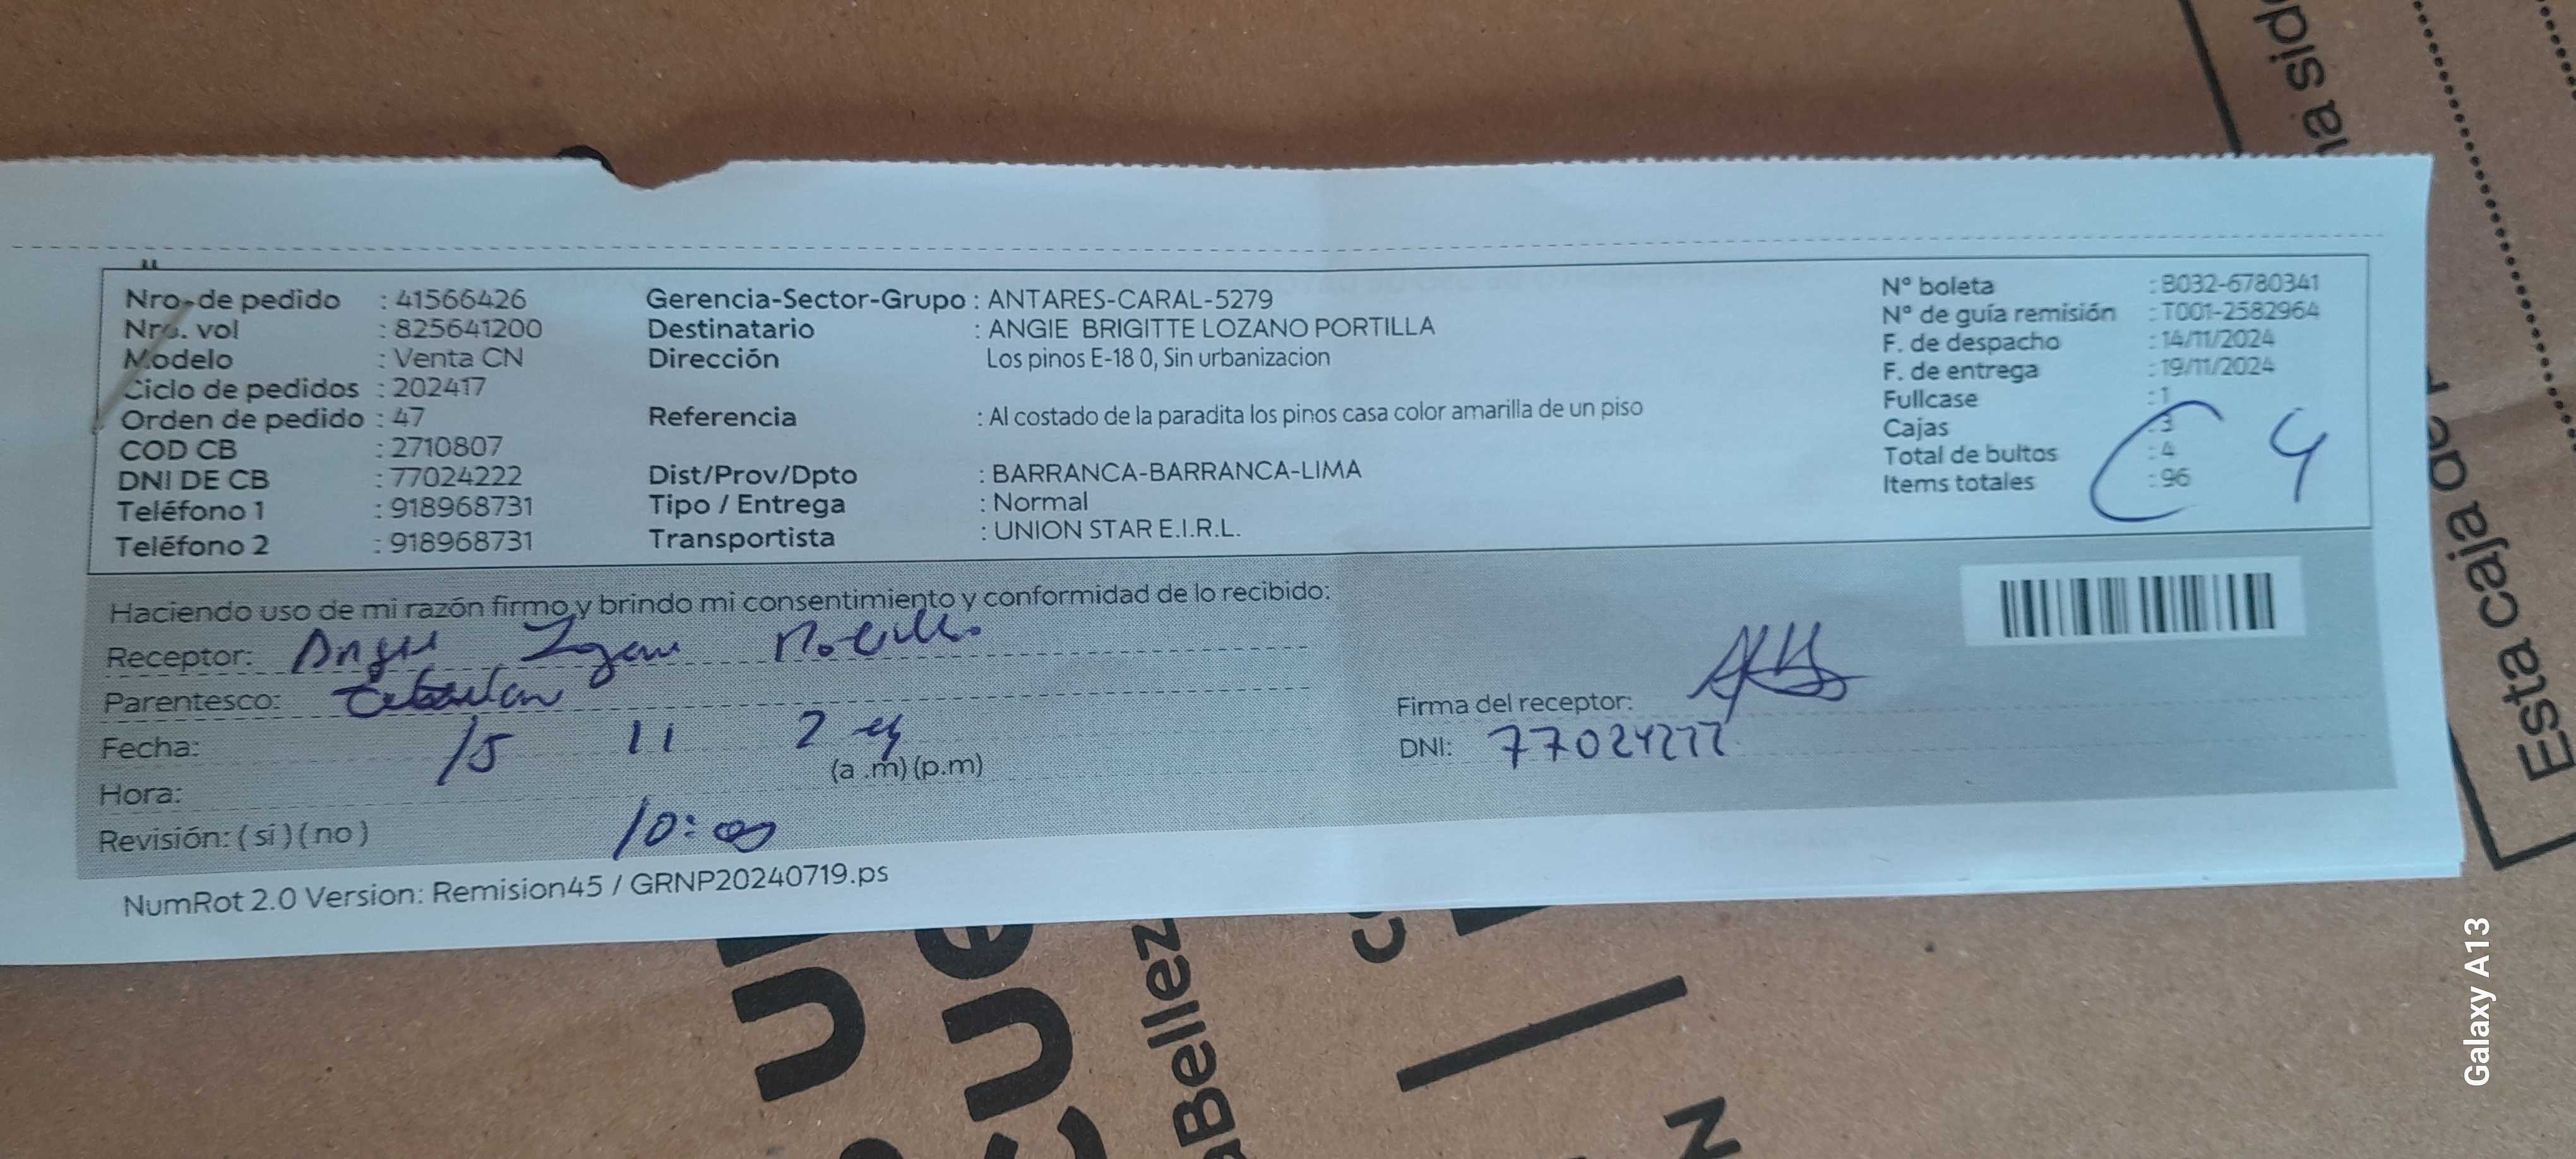 Nro. de pedido : 41566426
Nro. vol : 825641200
Modelo : Venta CN
Ciclo de pedidos : 202417
Orden de pedido : 47
COD CB : 2710807
DNI DE CB : 77024222
Teléfono 1 : 918968731
Teléfono 2 : 918968731
Gerencia-Sector-Grupo : ANTARES-CARAL-5279
Destinatario : ANGIE BRIGITTE LOZANO PORTILLA
Dirección Los pinos E-18 0, Sin urbanizacion
Referencia : Al costado de la paradita los pinos casa color amarilla de un piso
Dist/Prov/Dpto : BARRANCA-BARRANCA-LIMA
Tipo / Entrega : Normal
Transportista : UNION STAR E.I.R.L.
N° boleta : B032-6780341
N° de guía remisión : T001-2582964
F. de despacho : 14/11/2024
F. de entrega : 19/11/2024
Fullcase : 1
Cajas : 3
Total de bultos : 4
Items totales : 96
4
Haciendo uso de mi razón firmo y brindo mi consentimiento y conformidad de lo recibido:
Receptor: Angie Lozano Portilla
Parentesco:
Fecha: 15 11 24
(a .m) (p.m)
Hora:
10:00
Revisión: ( si ) ( no )
Firma del receptor:
DNI: 77024222
NumRot 2.0 Version: Remision45 / GRNP20240719.ps
Esta caja
Galaxy A13